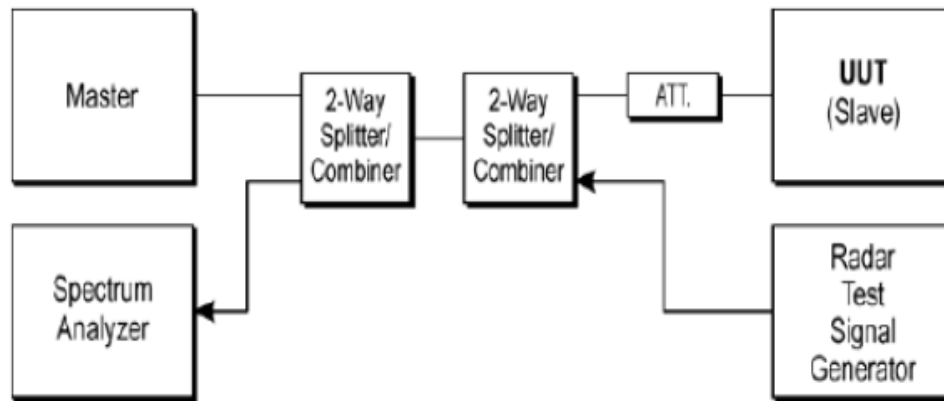 Master
2-Way
Splitter/
Combiner
2-Way
Splitter/
Combiner
ATT.
UUT
(Slave)
Spectrum
Analyzer
Radar
Test
Signal
Generator